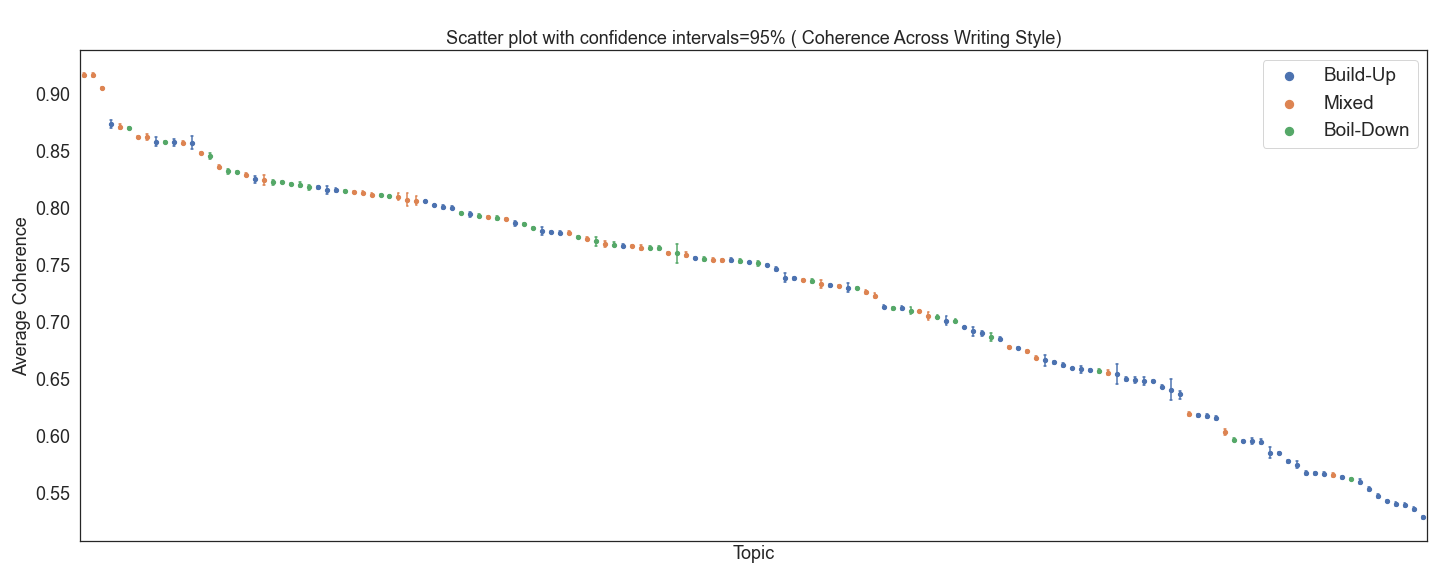 Scatter plot with confidence intervals=95% ( Coherence Across Writing Style)
Build-Up
Mixed
Boil-Down
Average Coherence
0.90
0.85
0.80
0.75
0.70
0.65
0.60
0.55
Topic